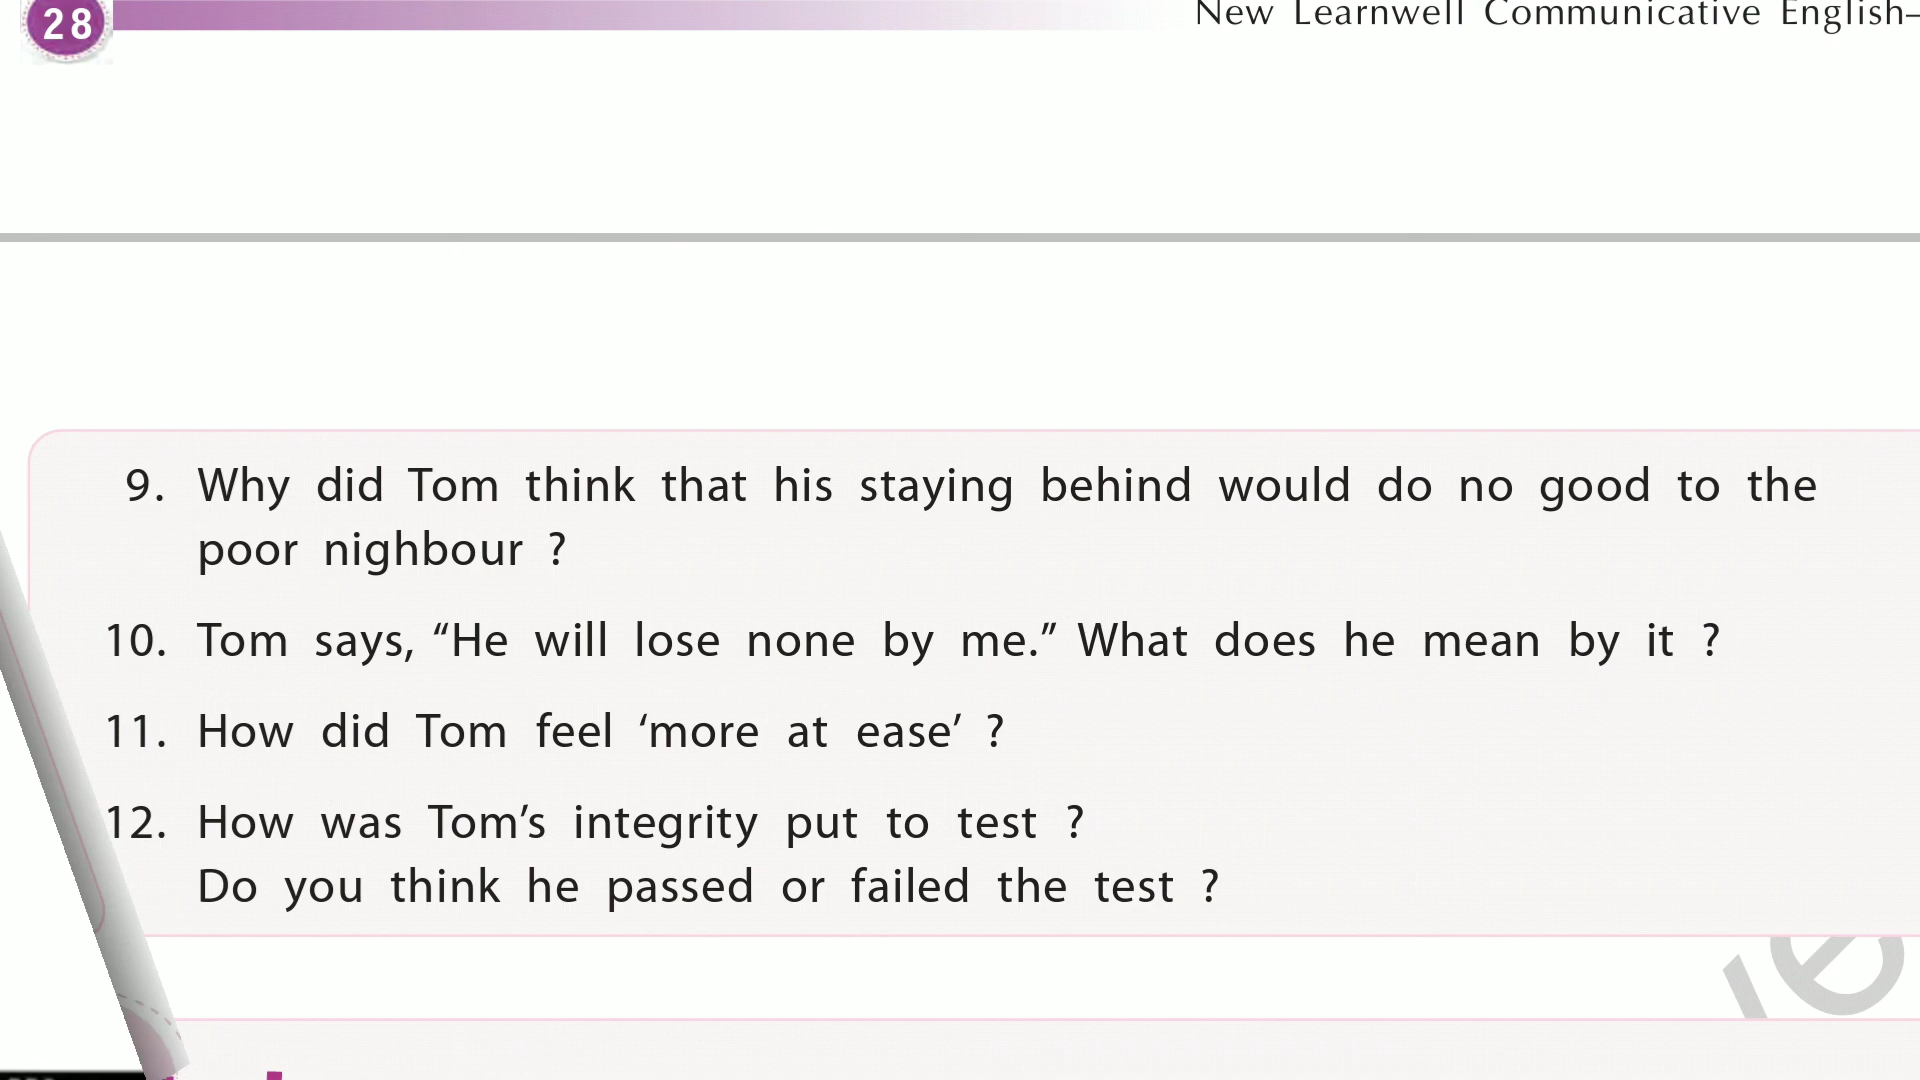 28
New Learnwell Communicative English–
9. Why did Tom think that his staying behind would do no good to the
poor nighbour ?
10. Tom says, “He will lose none by me.” What does he mean by it ?
11. How did Tom feel ‘more at ease’ ?
12. How was Tom’s integrity put to test ?
Do you think he passed or failed the test ?